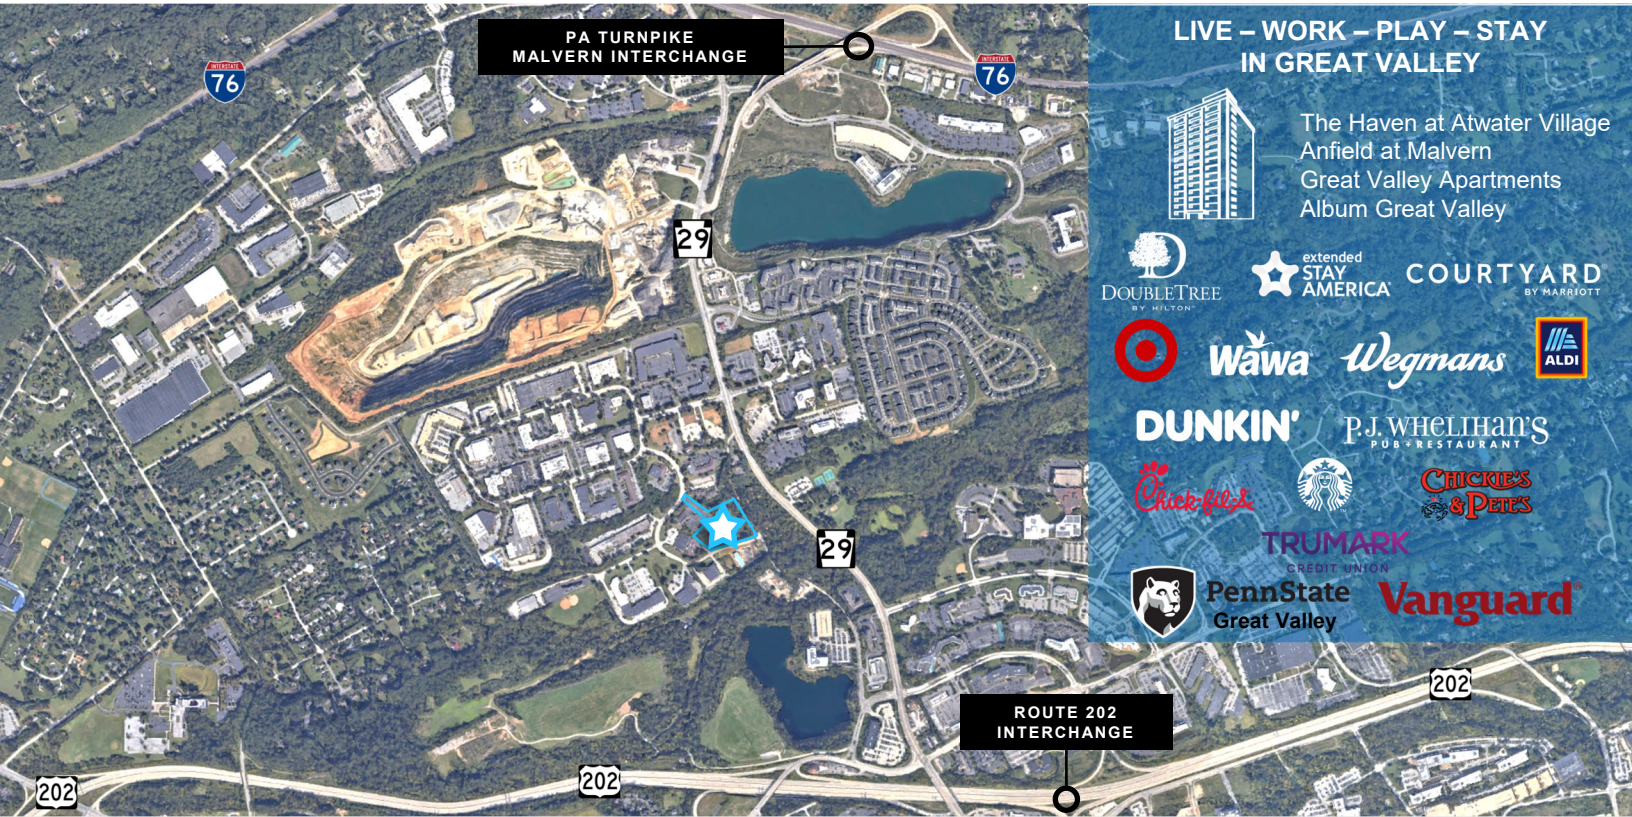 PA TURNPIKE
MALVERN INTERCHANGE
INTERSTATE
76
INTERSTATE
76
29
29
202
202
202
ROUTE 202
INTERCHANGE
LIVE – WORK – PLAY – STAY
IN GREAT VALLEY
The Haven at Atwater Village
Anfield at Malvern
Great Valley Apartments
Album Great Valley
D
DOUBLETREE
BY HILTON™
extended
STAY
AMERICA®
COURTYARD®
BY MARRIOTT
Wawa
Wegmans
ALDI
DUNKIN'
P.J. WHELIHAN'S
PUB + RESTAURANT
Chick-fil-A
CHICKIE'S
& PETE'S
TRUMARK
CREDIT UNION
PennState
Great Valley
Vanguard®